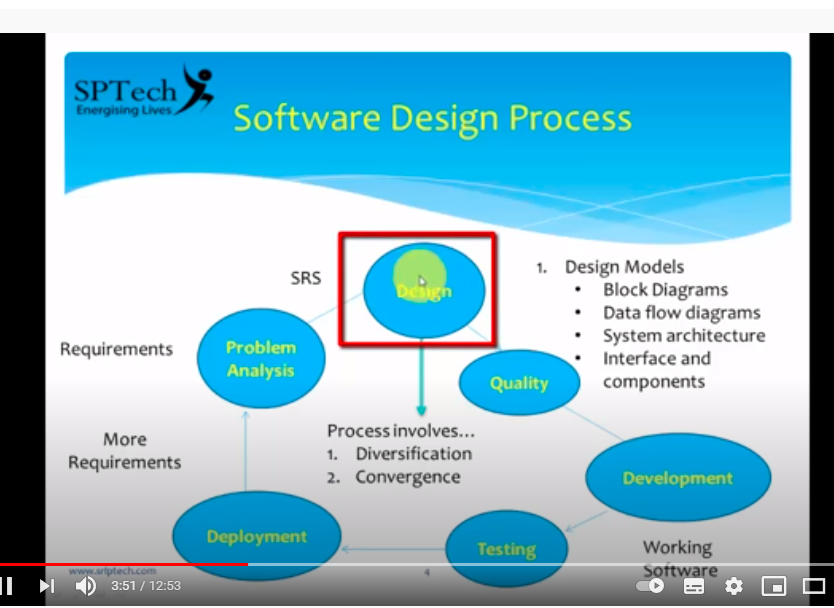 SPTech
Energising Lives
Software Design Process
SRS
Design
1. Design Models
• Block Diagrams
• Data flow diagrams
• System architecture
• Interface and
components
Requirements
Problem
Analysis
Quality
Process involves...
1. Diversification
2. Convergence
More
Requirements
Development
Deployment
Testing
Working
Software
www.srlptech.com
4
3:51 / 12:53